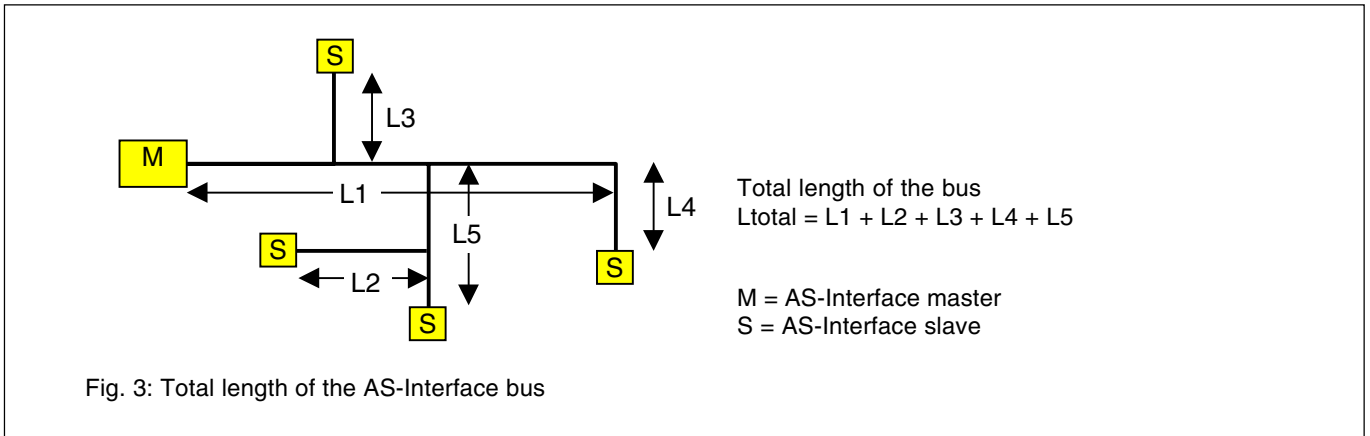 S
L3
M
L1
L4
L5
S
L2
S
S
Total length of the bus
Ltotal = L1 + L2 + L3 + L4 + L5
M = AS-Interface master
S = AS-Interface slave
Fig. 3: Total length of the AS-Interface bus